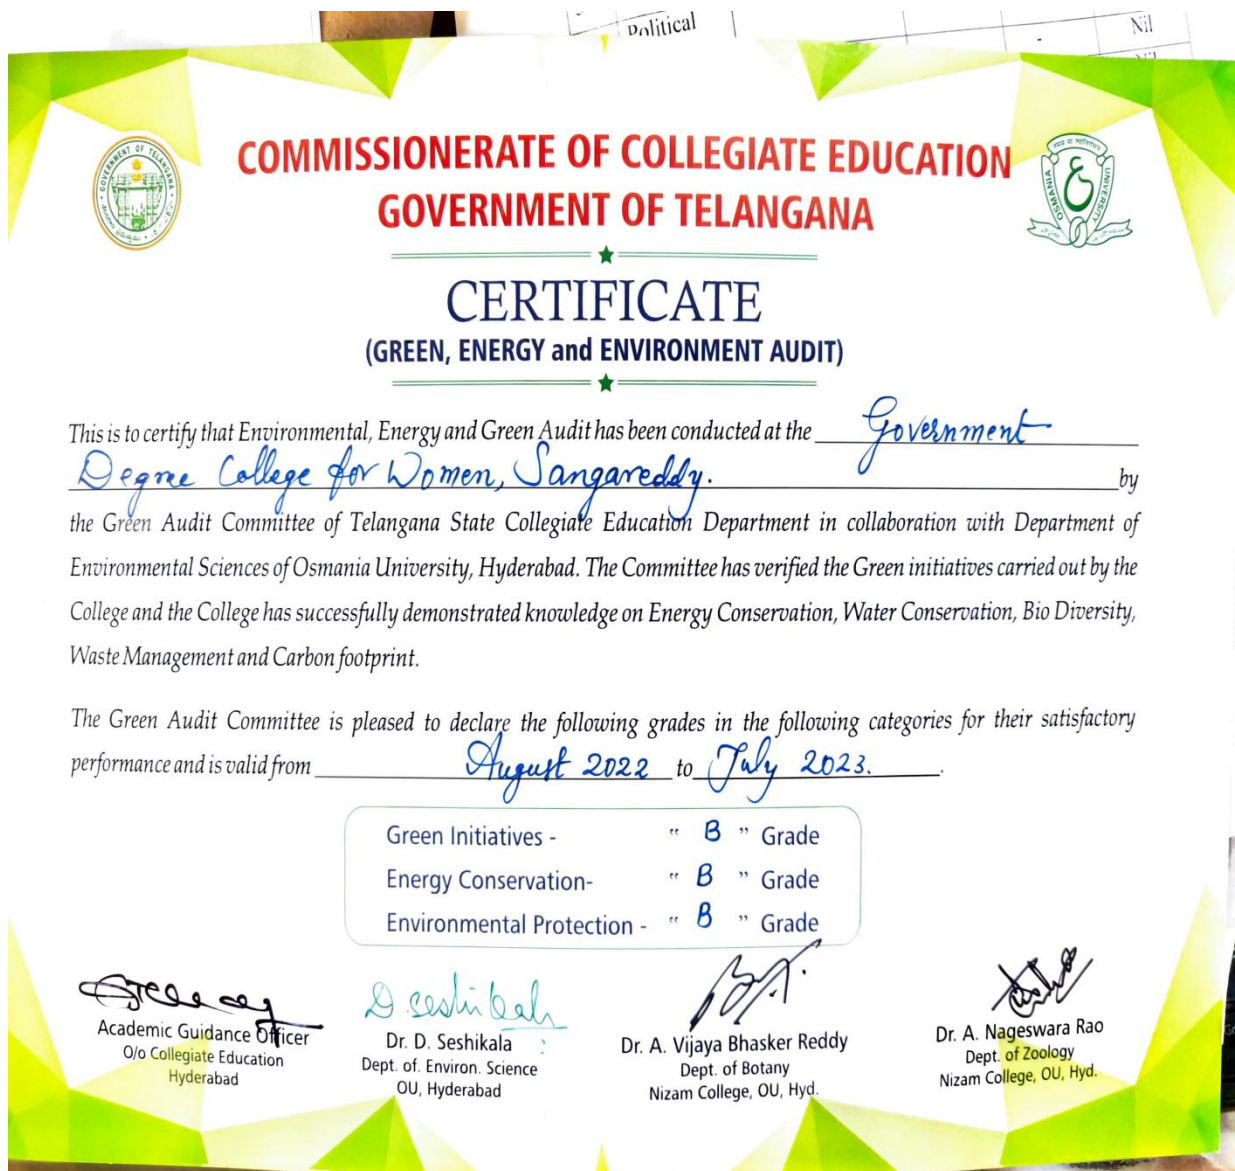 Political
-
Nil
COMMISSIONERATE OF COLLEGIATE EDUCATION
GOVERNMENT OF TELANGANA
GOVERNMENT OF TELANGANA
OSMANIA UNIVERSITY
CERTIFICATE
(GREEN, ENERGY and ENVIRONMENT AUDIT)
This is to certify that Environmental, Energy and Green Audit has been conducted at the Government
Degree College for Women, Sangareddy. by
the Green Audit Committee of Telangana State Collegiate Education Department in collaboration with Department of
Environmental Sciences of Osmania University, Hyderabad. The Committee has verified the Green initiatives carried out by the
College and the College has successfully demonstrated knowledge on Energy Conservation, Water Conservation, Bio Diversity,
Waste Management and Carbon footprint.
The Green Audit Committee is pleased to declare the following grades in the following categories for their satisfactory
performance and is valid from August 2022 to July 2023.
Green Initiatives - “ B ” Grade
Energy Conservation- “ B ” Grade
Environmental Protection - “ B ” Grade
D Seshikala
Academic Guidance Officer
O/o Collegiate Education
Hyderabad
Dr. D. Seshikala
Dept. of. Environ. Science
OU, Hyderabad
Dr. A. Vijaya Bhasker Reddy
Dept. of Botany
Nizam College, OU, Hyd.
Dr. A. Nageswara Rao
Dept. of Zoology
Nizam College, OU, Hyd.